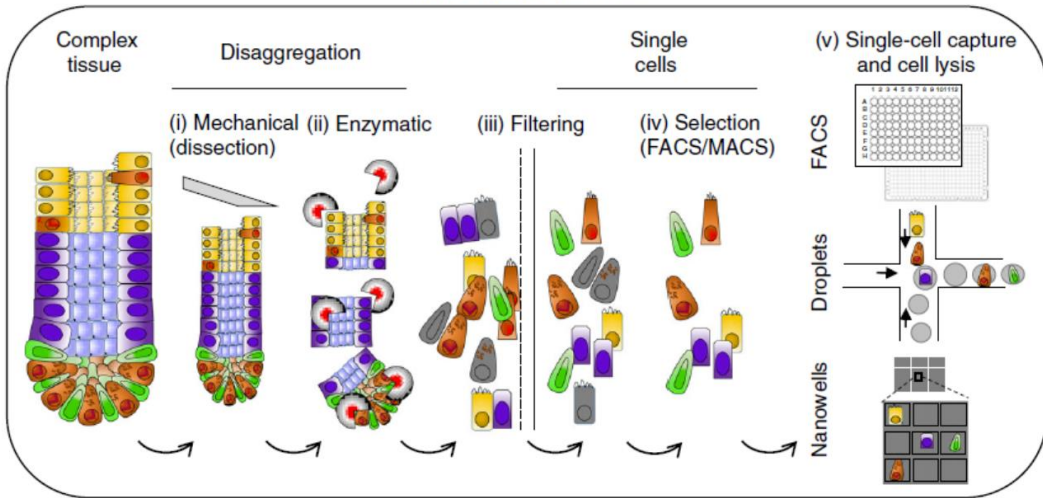 Complex
tissue
Disaggregation
Single
cells
(v) Single-cell capture
and cell lysis
(i) Mechanical
(dissection)
(ii) Enzymatic
(iii) Filtering
(iv) Selection
(FACS/MACS)
FACS
1 2 3 4 5 6 7 8 9 10 11 12
A
B
C
D
E
F
G
H
Droplets
Nanowells